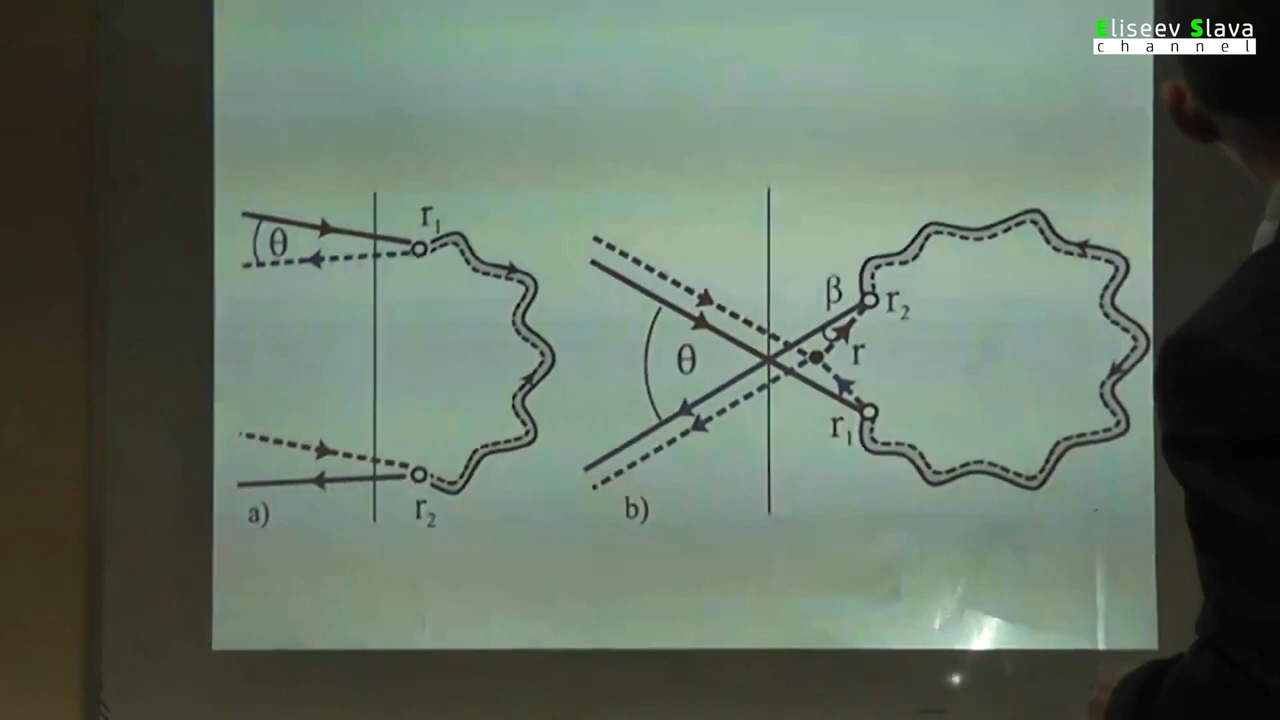 Eliseev Slava
channel
r₁
θ
r₂
a)
β
r₂
r
θ
r₁
b)